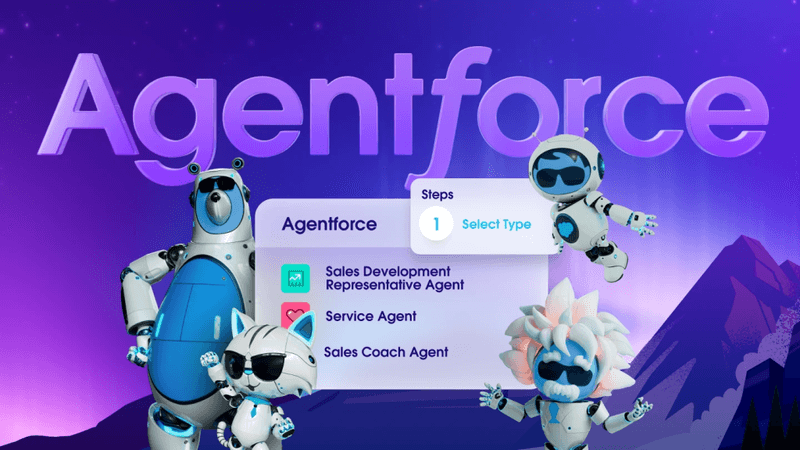 Agentforce
Steps
1 Select Type
Agentforce
Sales Development
Representative Agent
Service Agent
Sales Coach Agent